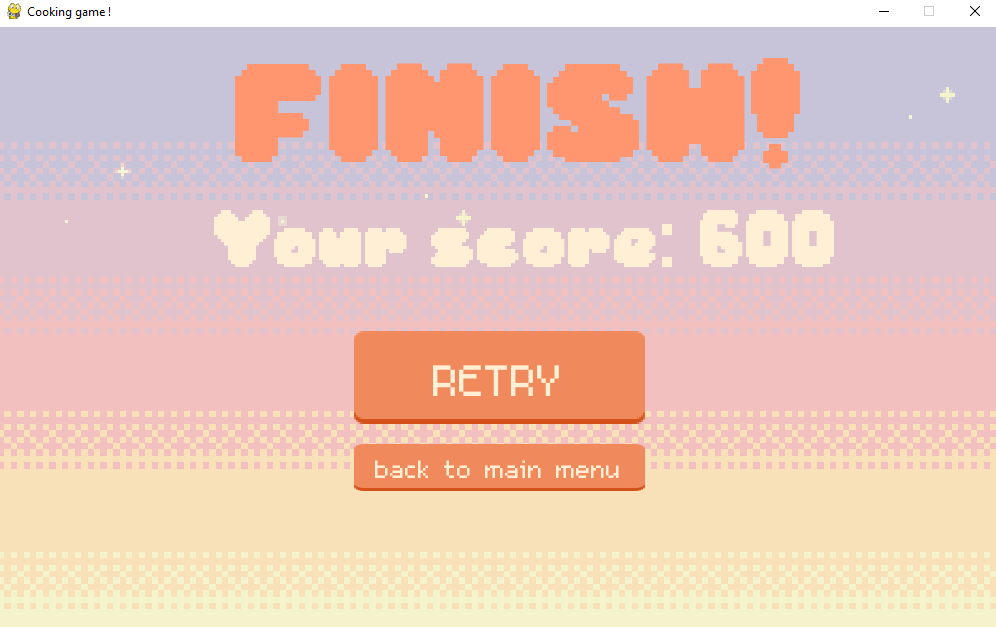 Cooking game!
FINISH!
Your score: 600
RETRY
back to main menu